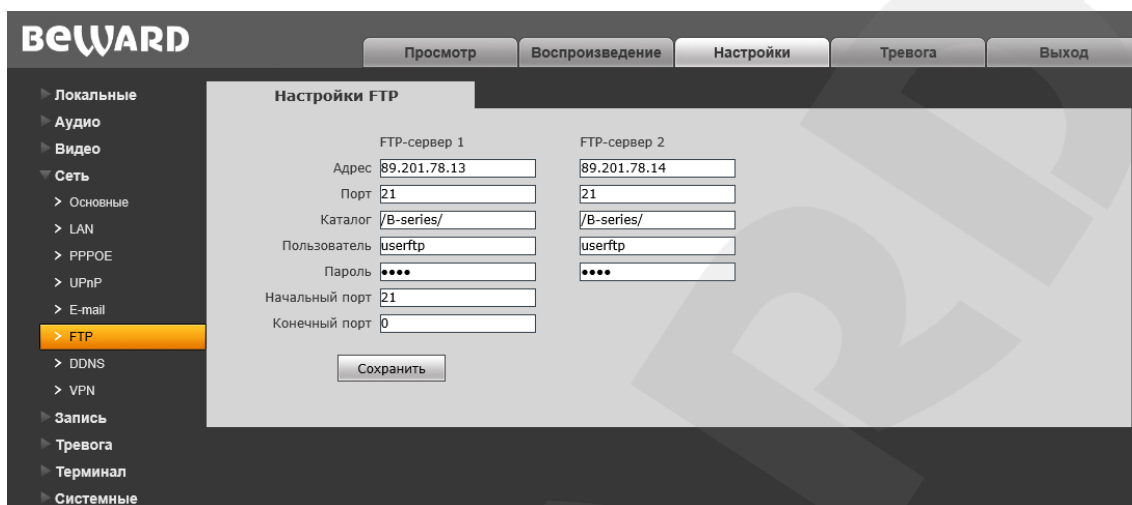 BEWARD
Просмотр Воспроизведение Настройки Тревога Выход
Локальные
Аудио
Видео
Сеть
> Основные
> LAN
> PPPOE
> UPnP
> E-mail
> FTP
> DDNS
> VPN
Запись
Тревога
Терминал
Системные
Настройки FTP
FTP-сервер 1 FTP-сервер 2
Адрес 89.201.78.13 89.201.78.14
Порт 21 21
Каталог /B-series/ /B-series/
Пользователь userftp userftp
Пароль •••• ••••
Начальный порт 21
Конечный порт 0
Сохранить